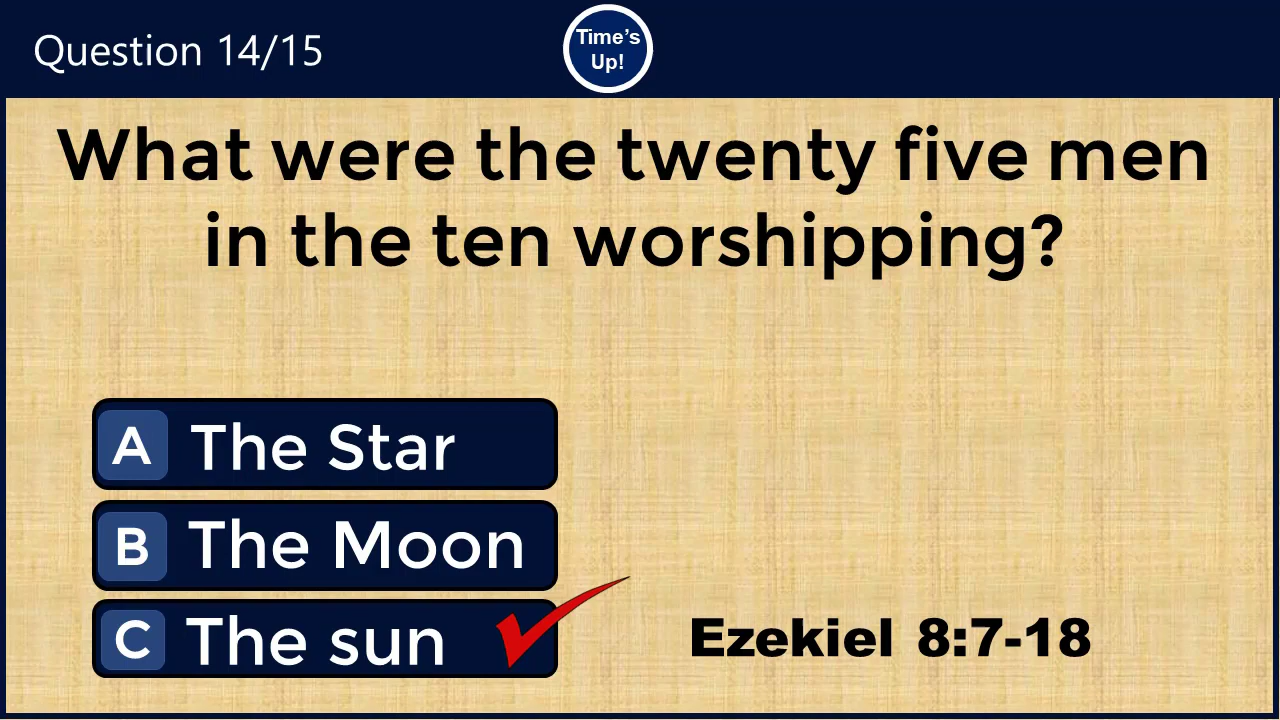 Question 14/15
Time's
Up!
What were the twenty five men
in the ten worshipping?
A The Star
B The Moon
C The sun
Ezekiel 8:7-18